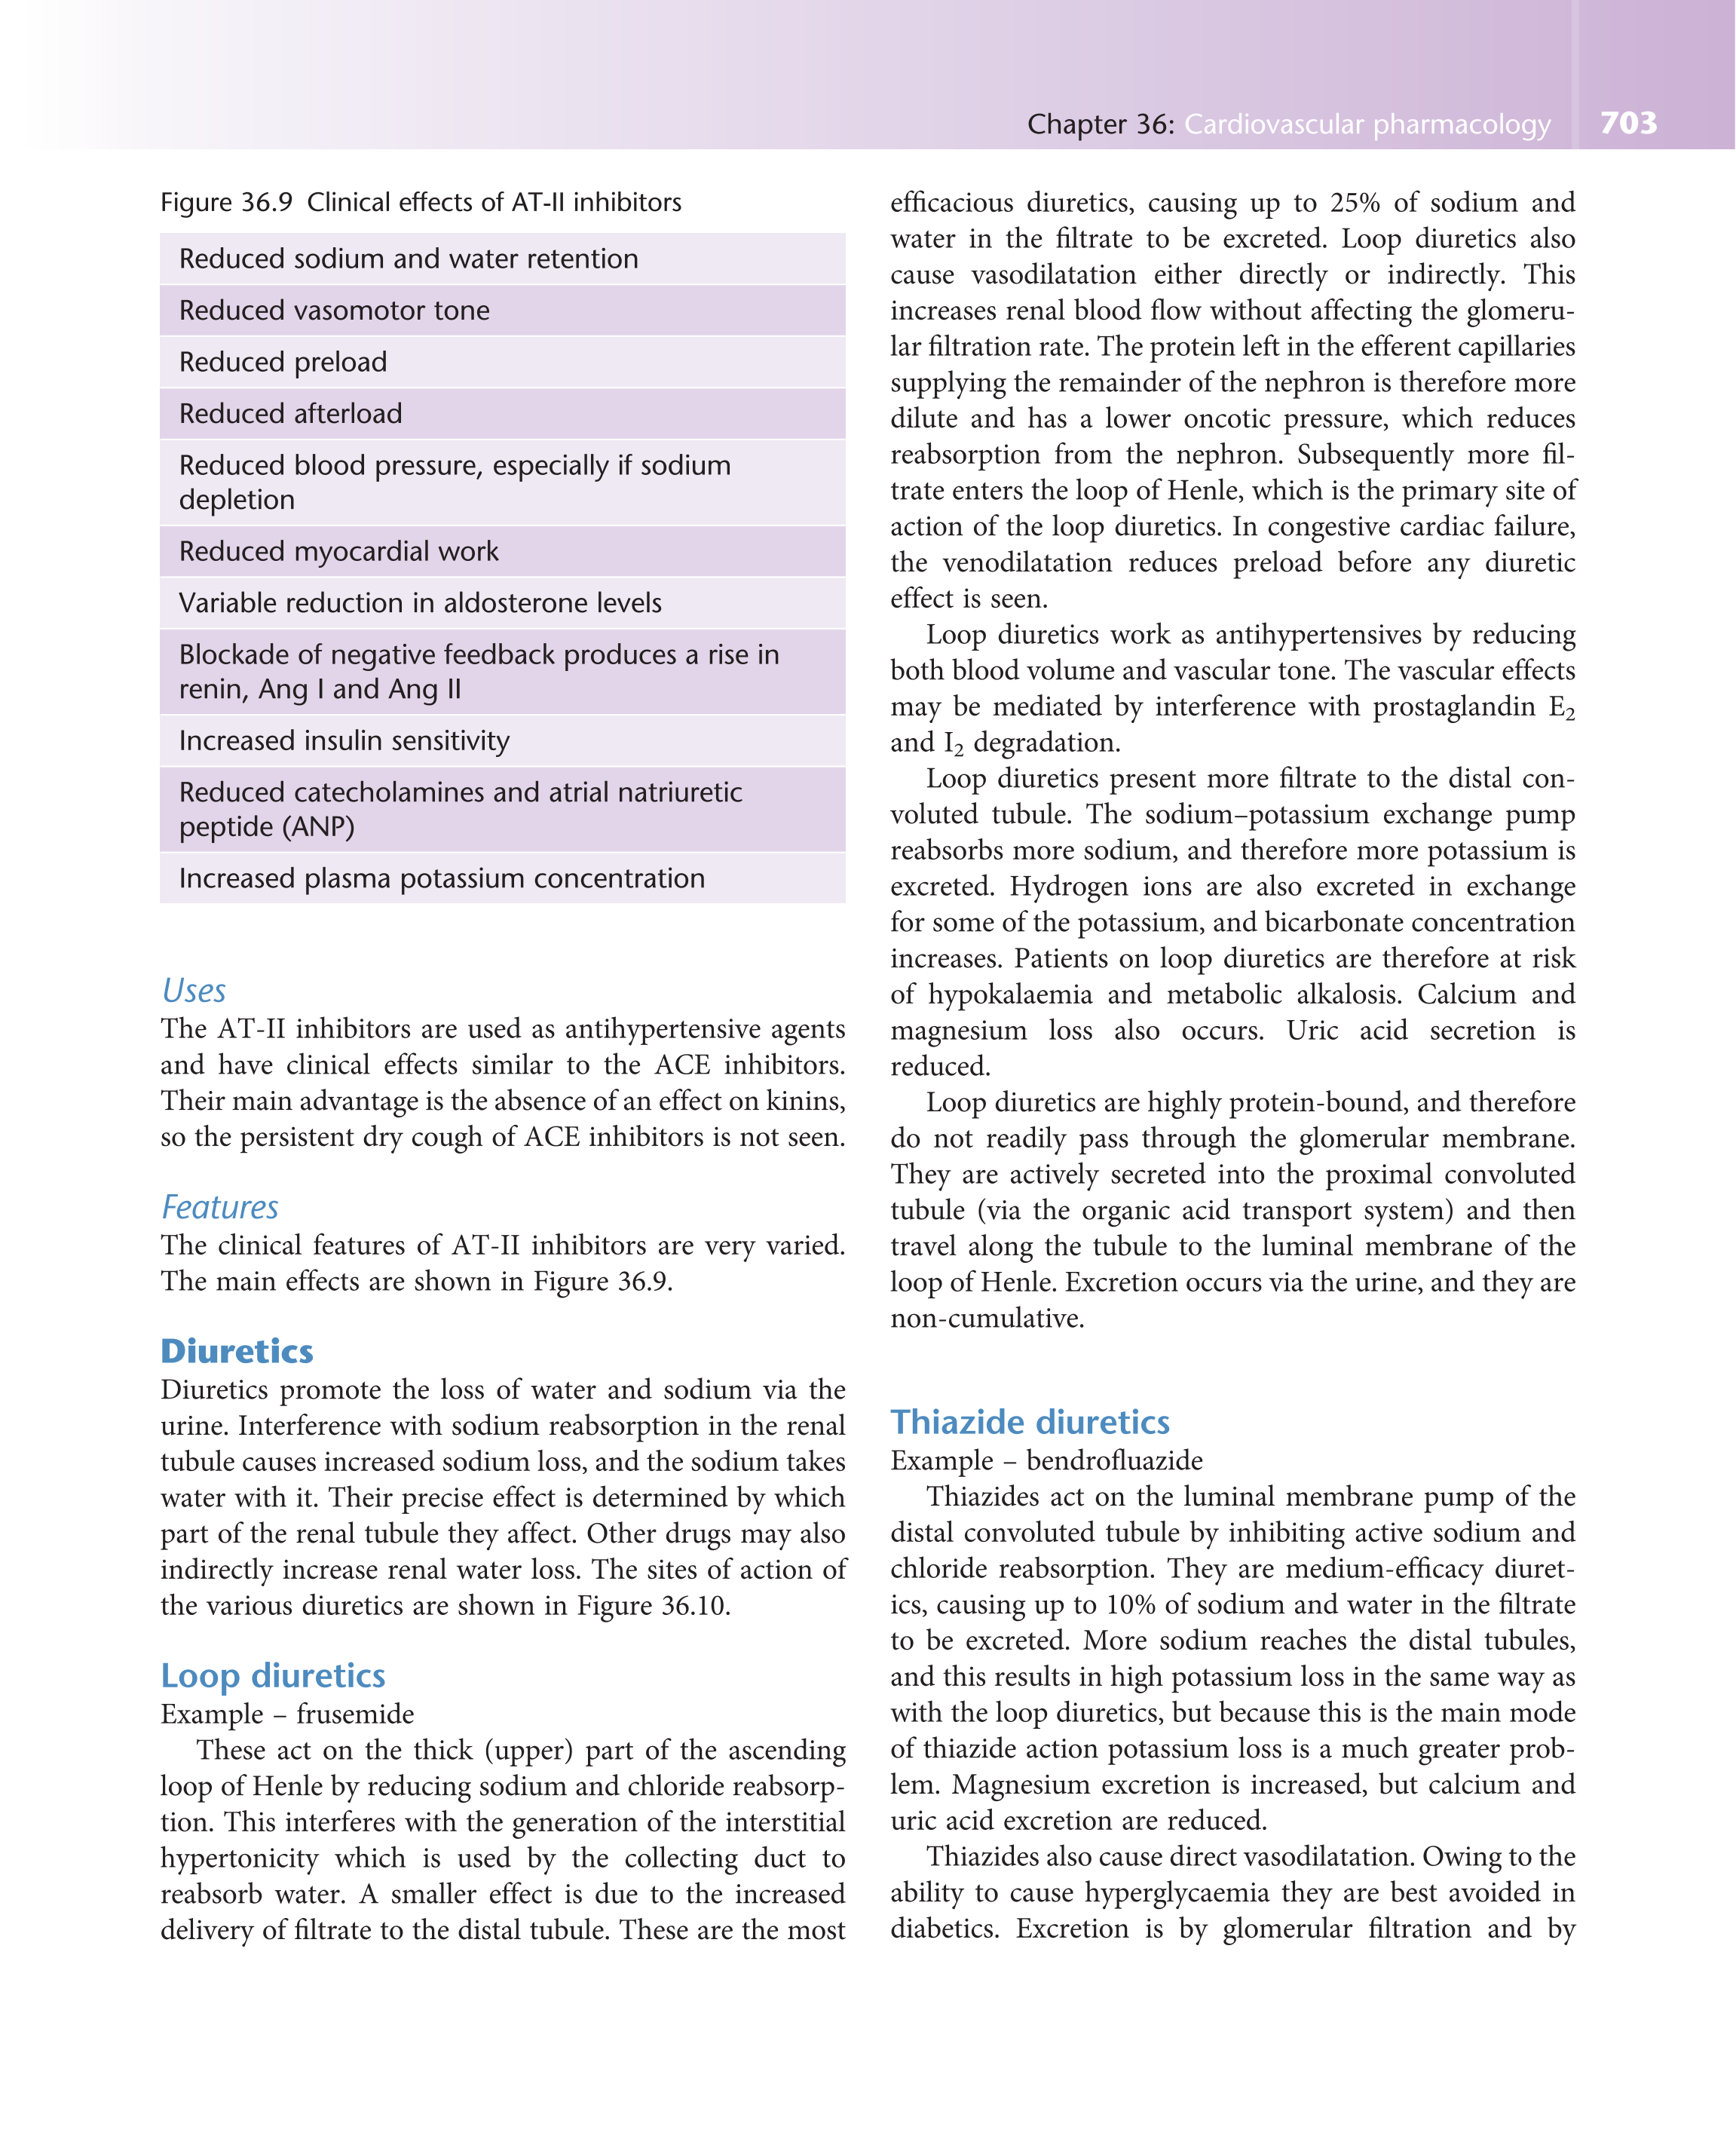 Chapter 36: Cardiovascular pharmacology 703
Figure 36.9 Clinical effects of AT-II inhibitors
Reduced sodium and water retention
Reduced vasomotor tone
Reduced preload
Reduced afterload
Reduced blood pressure, especially if sodium
depletion
Reduced myocardial work
Variable reduction in aldosterone levels
Blockade of negative feedback produces a rise in
renin, Ang I and Ang II
Increased insulin sensitivity
Reduced catecholamines and atrial natriuretic
peptide (ANP)
Increased plasma potassium concentration
Uses
The AT-II inhibitors are used as antihypertensive agents
and have clinical effects similar to the ACE inhibitors.
Their main advantage is the absence of an effect on kinins,
so the persistent dry cough of ACE inhibitors is not seen.
Features
The clinical features of AT-II inhibitors are very varied.
The main effects are shown in Figure 36.9.
Diuretics
Diuretics promote the loss of water and sodium via the
urine. Interference with sodium reabsorption in the renal
tubule causes increased sodium loss, and the sodium takes
water with it. Their precise effect is determined by which
part of the renal tubule they affect. Other drugs may also
indirectly increase renal water loss. The sites of action of
the various diuretics are shown in Figure 36.10.
Loop diuretics
Example – frusemide
These act on the thick (upper) part of the ascending
loop of Henle by reducing sodium and chloride reabsorp-
tion. This interferes with the generation of the interstitial
hypertonicity which is used by the collecting duct to
reabsorb water. A smaller effect is due to the increased
delivery of filtrate to the distal tubule. These are the most
efficacious diuretics, causing up to 25% of sodium and
water in the filtrate to be excreted. Loop diuretics also
cause vasodilatation either directly or indirectly. This
increases renal blood flow without affecting the glomeru-
lar filtration rate. The protein left in the efferent capillaries
supplying the remainder of the nephron is therefore more
dilute and has a lower oncotic pressure, which reduces
reabsorption from the nephron. Subsequently more fil-
trate enters the loop of Henle, which is the primary site of
action of the loop diuretics. In congestive cardiac failure,
the venodilatation reduces preload before any diuretic
effect is seen.
Loop diuretics work as antihypertensives by reducing
both blood volume and vascular tone. The vascular effects
may be mediated by interference with prostaglandin E₂
and I₂ degradation.
Loop diuretics present more filtrate to the distal con-
voluted tubule. The sodium–potassium exchange pump
reabsorbs more sodium, and therefore more potassium is
excreted. Hydrogen ions are also excreted in exchange
for some of the potassium, and bicarbonate concentration
increases. Patients on loop diuretics are therefore at risk
of hypokalaemia and metabolic alkalosis. Calcium and
magnesium loss also occurs. Uric acid secretion is
reduced.
Loop diuretics are highly protein-bound, and therefore
do not readily pass through the glomerular membrane.
They are actively secreted into the proximal convoluted
tubule (via the organic acid transport system) and then
travel along the tubule to the luminal membrane of the
loop of Henle. Excretion occurs via the urine, and they are
non-cumulative.
Thiazide diuretics
Example – bendrofluazide
Thiazides act on the luminal membrane pump of the
distal convoluted tubule by inhibiting active sodium and
chloride reabsorption. They are medium-efficacy diuret-
ics, causing up to 10% of sodium and water in the filtrate
to be excreted. More sodium reaches the distal tubules,
and this results in high potassium loss in the same way as
with the loop diuretics, but because this is the main mode
of thiazide action potassium loss is a much greater prob-
lem. Magnesium excretion is increased, but calcium and
uric acid excretion are reduced.
Thiazides also cause direct vasodilatation. Owing to the
ability to cause hyperglycaemia they are best avoided in
diabetics. Excretion is by glomerular filtration and by